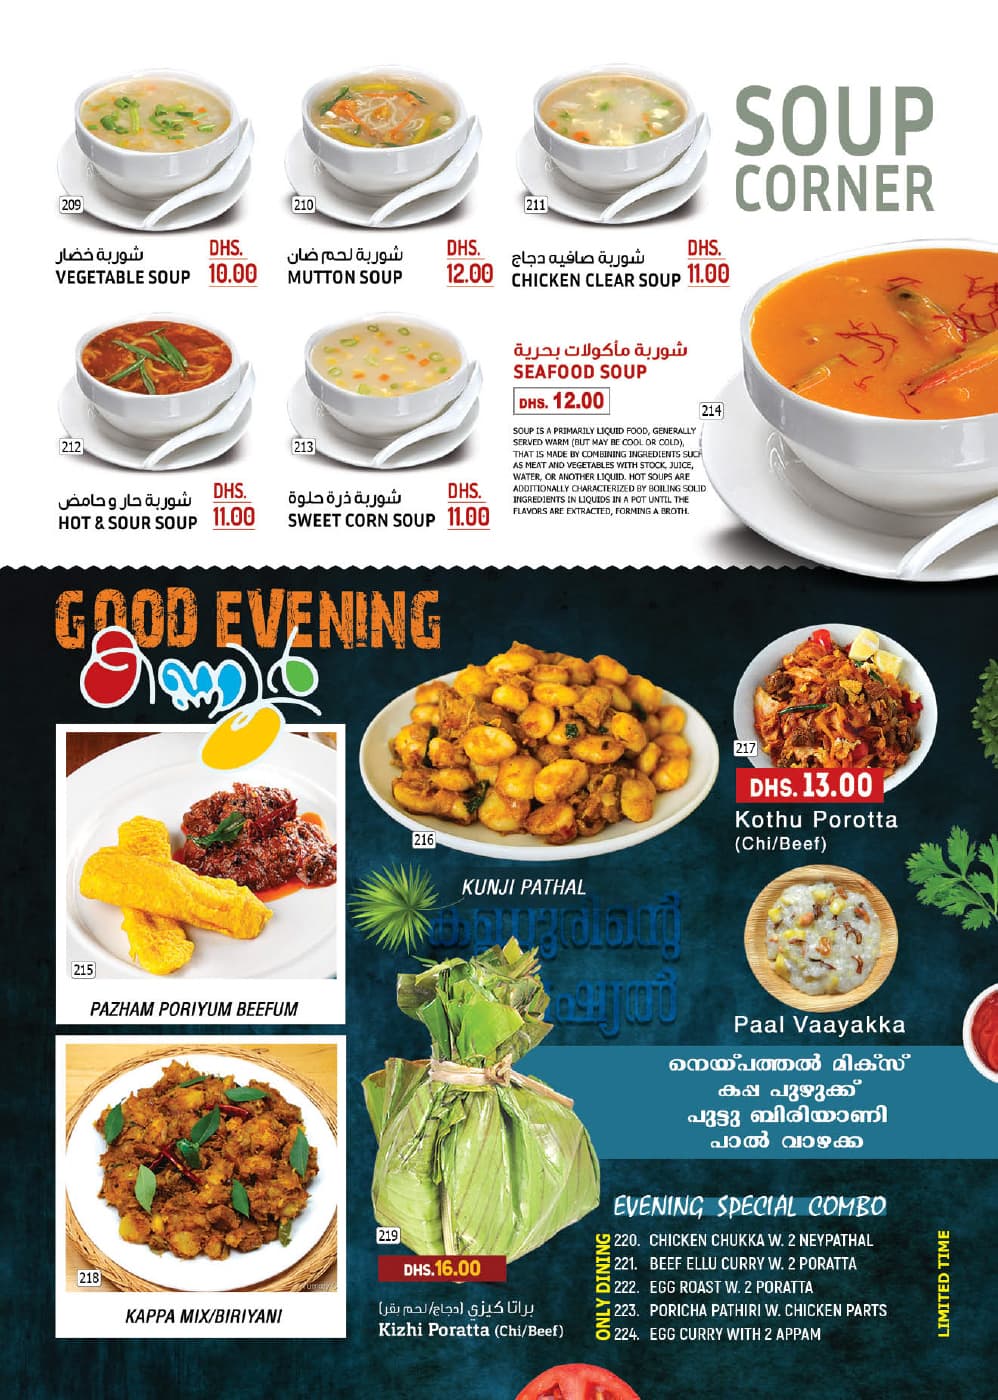 SOUP
CORNER
209
شوربة خضار
VEGETABLE SOUP
DHS.
10.00
210
شوربة لحم ضان
MUTTON SOUP
DHS.
12.00
211
شوربة صافيه دجاج
CHICKEN CLEAR SOUP
DHS.
11.00
212
شوربة حار و حامض
HOT & SOUR SOUP
DHS.
11.00
213
شوربة ذرة حلوة
SWEET CORN SOUP
DHS.
11.00
شوربة مأكولات بحرية
SEAFOOD SOUP
DHS. 12.00
214
SOUP IS A PRIMARILY LIQUID FOOD, GENERALLY
SERVED WARM (BUT MAY BE COOL OR COLD),
THAT IS MADE BY COMBINING INGREDIENTS SUCH
AS MEAT AND VEGETABLES WITH STOCK, JUICE,
WATER, OR ANOTHER LIQUID. HOT SOUPS ARE
ADDITIONALLY CHARACTERIZED BY BOILING SOLID
INGREDIENTS IN LIQUIDS IN A POT UNTIL THE
FLAVORS ARE EXTRACTED, FORMING A BROTH.
GOOD EVENING
215
PAZHAM PORIYUM BEEFUM
216
KUNJI PATHAL
217
DHS. 13.00
Kothu Porotta
(Chi/Beef)
കണ്ണൂരിന്റെ
Paal Vaayakka
നെയ്പത്തൽ മിക്സ്
കപ്പ പുഴുക്ക്
പുട്ടു ബിരിയാണി
പാൽ വാഴക്ക
218
KAPPA MIX/BIRIYANI
219
DHS.16.00
براتا كيزي (دجاج/لحم بقر)
Kizhi Poratta (Chi/Beef)
EVENING SPECIAL COMBO
ONLY DINING
220. CHICKEN CHUKKA W. 2 NEYPATHAL
221. BEEF ELLU CURRY W. 2 PORATTA
222. EGG ROAST W. 2 PORATTA
223. PORICHA PATHIRI W. CHICKEN PARTS
224. EGG CURRY WITH 2 APPAM
LIMITED TIME